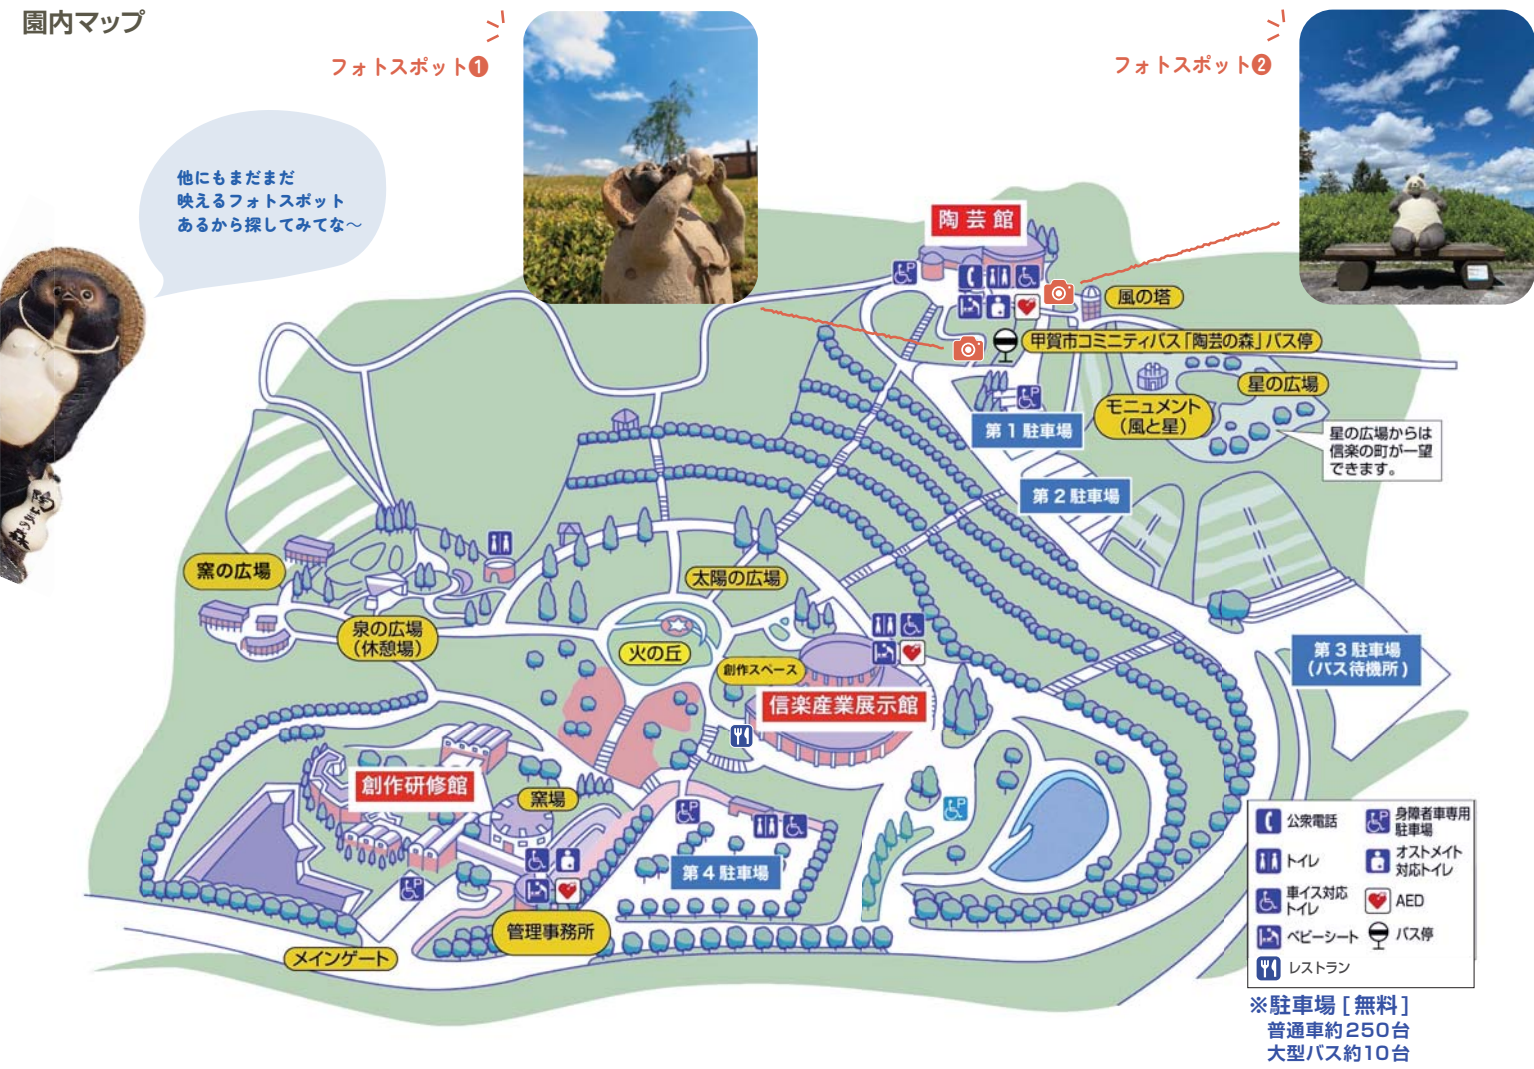 園内マップ
フォトスポット❶
フォトスポット❷
他にもまだまだ
映えるフォトスポット
あるから探してみてな〜
陶芸の森
陶芸館
風の塔
甲賀市コミニティバス「陶芸の森」バス停
星の広場
モニュメント
(風と星)
第1駐車場
星の広場からは
信楽の町が一望
できます。
第2駐車場
窯の広場
太陽の広場
泉の広場
(休憩場)
火の丘
創作スペース
第3駐車場
(バス待機所)
信楽産業展示館
創作研修館
窯場
第4駐車場
管理事務所
メインゲート
公衆電話
身障者車専用
駐車場
トイレ
オストメイト
対応トイレ
車イス対応
トイレ
AED
ベビーシート
バス停
レストラン
※駐車場[無料]
普通車約250台
大型バス約10台